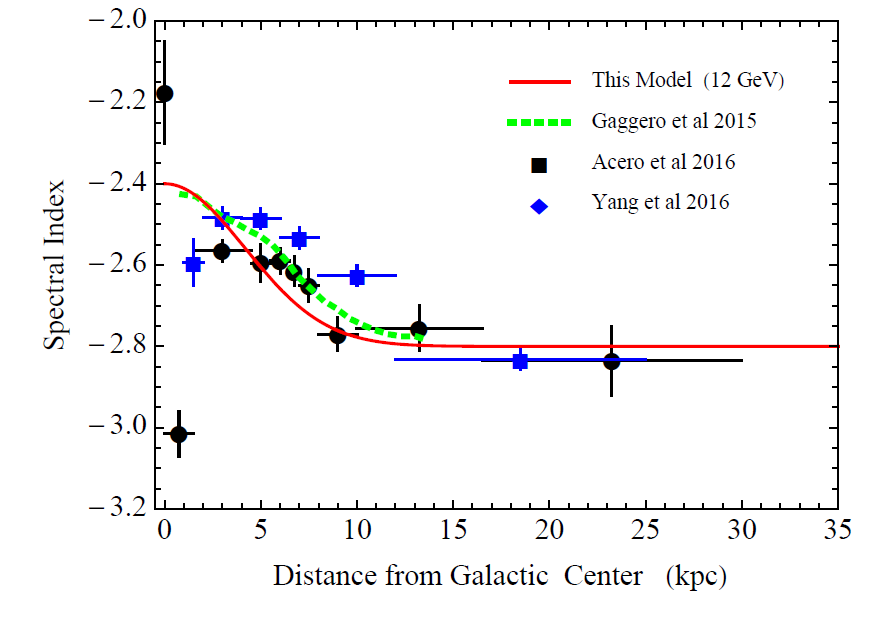 −2.0
−2.2
−2.4
−2.6
−2.8
−3.0
−3.2
Spectral Index
This Model (12 GeV)
Gaggero et al 2015
Acero et al 2016
Yang et al 2016
0 5 10 15 20 25 30 35
Distance from Galactic Center (kpc)